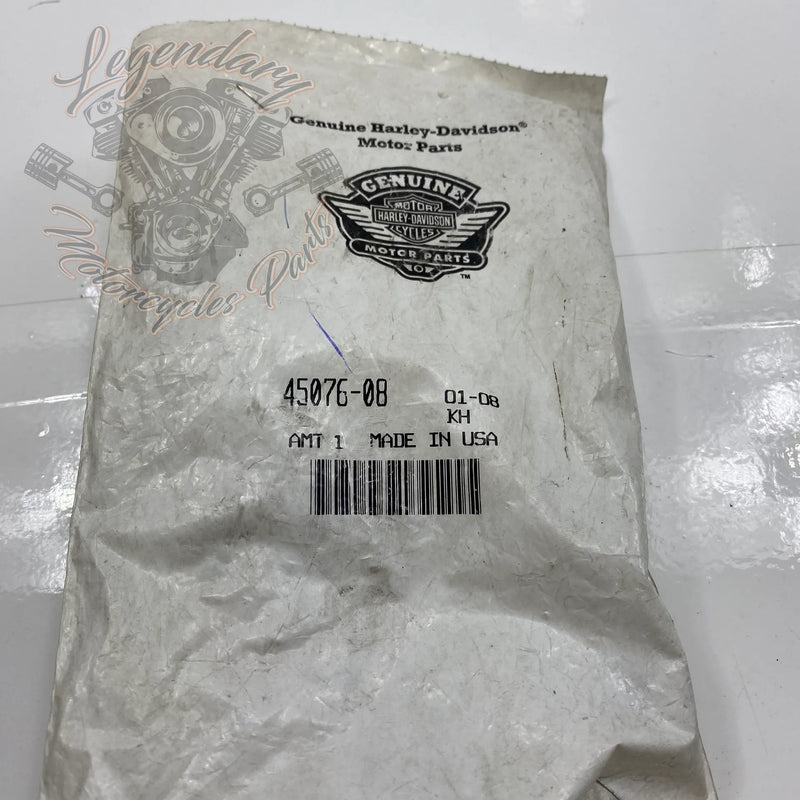 Legendary
Motorcycles Parts
Genuine Harley-Davidson®
Motor Parts
GENUINE
MOTOR
HARLEY-DAVIDSON
CYCLES
MOTOR PARTS
™
45076-08
01-08
KH
AMT 1 MADE IN USA